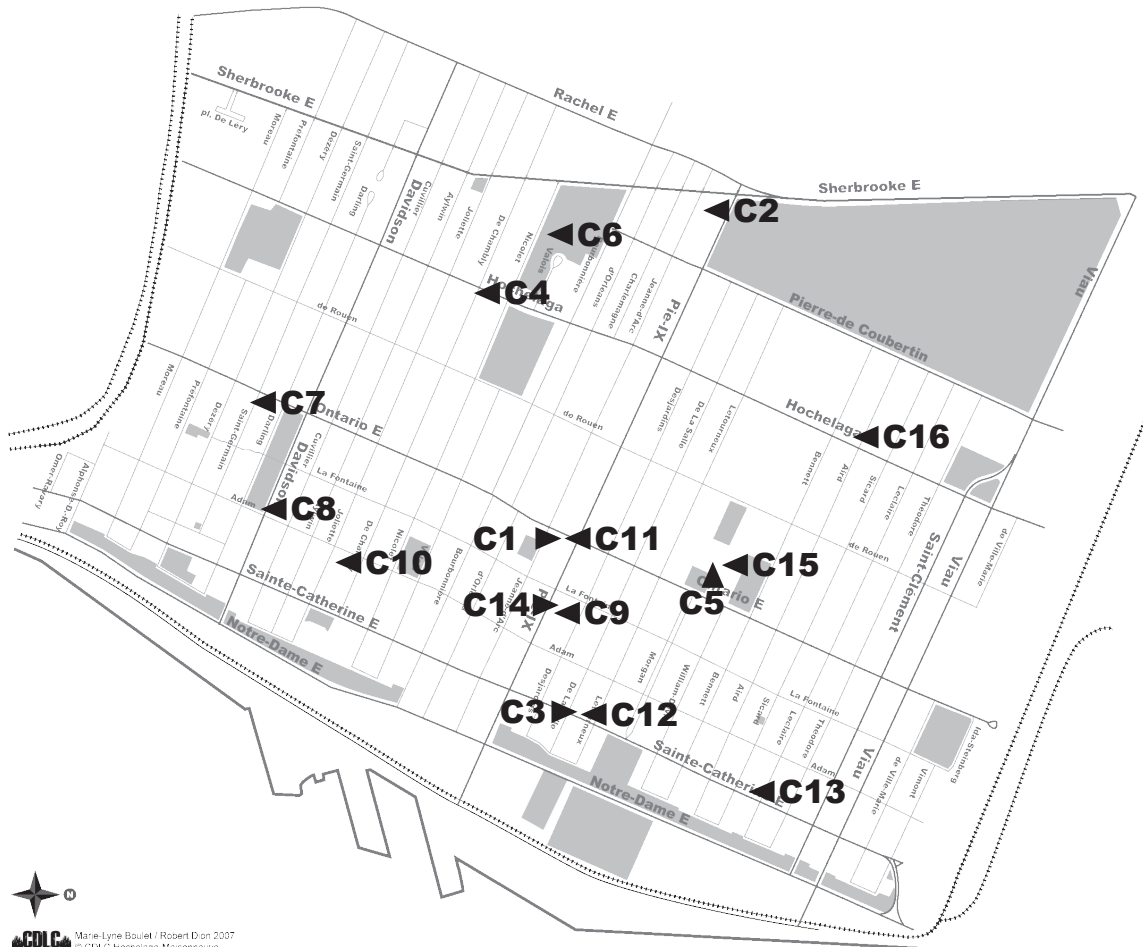 Rachel E
Sherbrooke E
pl. De Léry
Moreau
Préfontaine
Dézéry
Saint-Germain
Darling
Davidson
Cuvillier
Aylwin
Joliette
De Chambly
Nicolet
Valois
d'Orléans
Charlemagne
Jeanne-d'Arc
Pie-IX
Sherbrooke E
Viau
C2
C6
C4
Pierre-de Coubertin
de Rouen
de Rouen
de Rouen
Hochelaga
C16
Moreau
Préfontaine
Dézéry
Saint-Germain
Darling
C7
Ontario E
Davidson
Cuvillier
La Fontaine
Desjardins
De La Salle
Letourneux
Bennett
Aird
Sicard
Leclaire
Théodore
Saint-Clément
Viau
de Ville-Marie
Omer-Ravary
Alphonse-D.-Roy
Adam
C8
Joliette
C10
Bourbonnière
Jeanne-d'Arc
C1
C11
C14
C9
C15
C5
Sainte-Catherine E
Notre-Dame E
Adam
Morgan
Bennett
Aird
Sicard
Leclaire
Théodore
La Fontaine
Adam
Viau
de Ville-Marie
Vimont
Ida-Steinberg
C3
C12
C13
Notre-Dame E
N
CDLC
Marie-Lyne Boulet / Robert Dion 2007